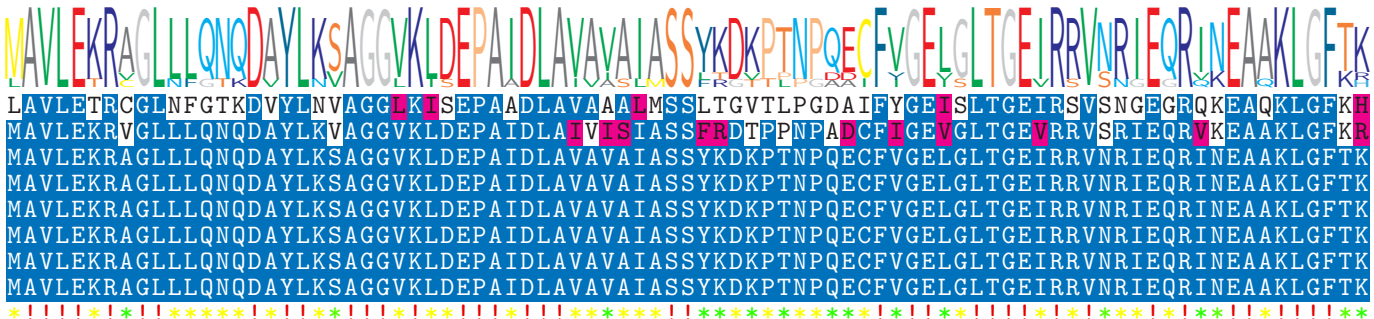 MAVLEKRAGLLLQNQDAYLKSAGGVKLDEPAIDLAVAVAIASSYKDKPTNPQECFVGELGLTGEIRRVNRIEQRINEAAKLGFTK
LAVLETRCGLNFGTKDVYLNVAGGLKISEPAADLAVAAALMSSLTGVTLPGDAIFYGEISLTGEIRSVSNGEGRQKEAQKLGFKH
MAVLEKRVGLLLQNQDAYLKVAGGVKLDEPAIDLAIVISIASSFRDTPPNPADCFIGEVGLTGEVRRVSRIEQRVKEAAKLGFKR
MAVLEKRAGLLLQNQDAYLKSAGGVKLDEPAIDLAVAVAIASSYKDKPTNPQECFVGELGLTGEIRRVNRIEQRINEAAKLGFTK
MAVLEKRAGLLLQNQDAYLKSAGGVKLDEPAIDLAVAVAIASSYKDKPTNPQECFVGELGLTGEIRRVNRIEQRINEAAKLGFTK
MAVLEKRAGLLLQNQDAYLKSAGGVKLDEPAIDLAVAVAIASSYKDKPTNPQECFVGELGLTGEIRRVNRIEQRINEAAKLGFTK
MAVLEKRAGLLLQNQDAYLKSAGGVKLDEPAIDLAVAVAIASSYKDKPTNPQECFVGELGLTGEIRRVNRIEQRINEAAKLGFTK
MAVLEKRAGLLLQNQDAYLKSAGGVKLDEPAIDLAVAVAIASSYKDKPTNPQECFVGELGLTGEIRRVNRIEQRINEAAKLGFTK
MAVLEKRAGLLLQNQDAYLKSAGGVKLDEPAIDLAVAVAIASSYKDKPTNPQECFVGELGLTGEIRRVNRIEQRINEAAKLGFTK
*!!!!*!*!!*****!*!!**!!!*!**!!!*!!!******!!***********!*!!**!!!!*!*!***!*!**!!*!!!!**